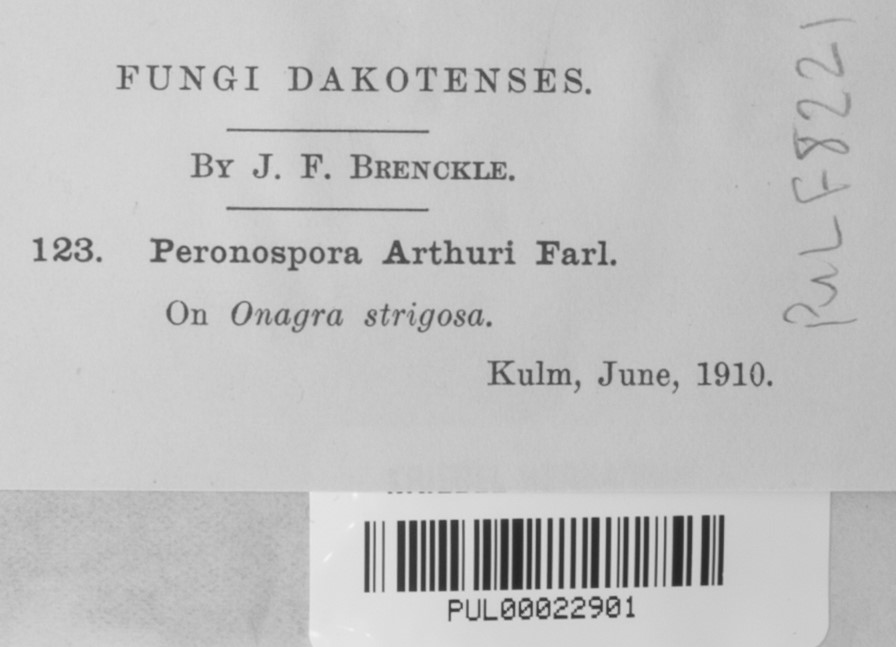 FUNGI DAKOTENSES.
BY J. F. BRENCKLE.
123. Peronospora Arthuri Farl.
On Onagra strigosa.
Kulm, June, 1910.
PUL F8221
PUL00022901